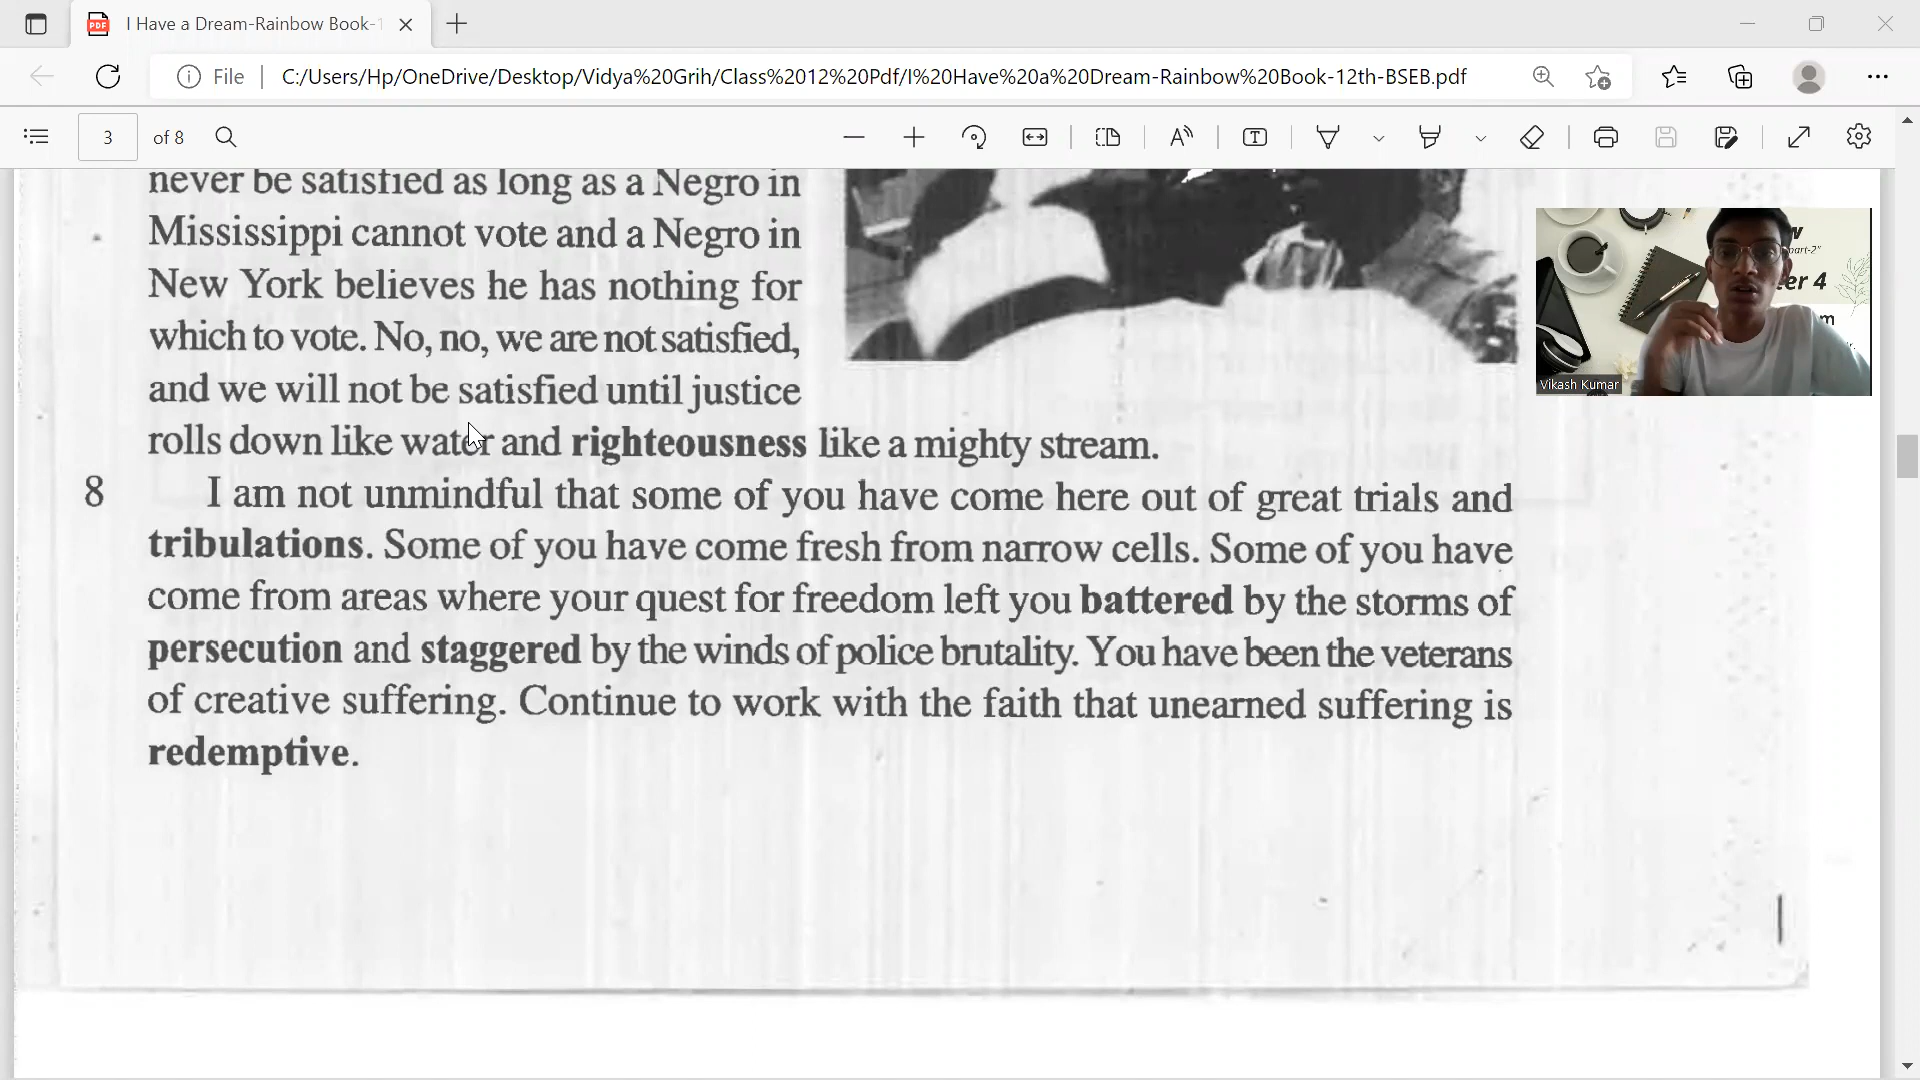 I Have a Dream-Rainbow Book-1
File
C:/Users/Hp/OneDrive/Desktop/Vidya%20Grih/Class%2012%20Pdf/I%20Have%20a%20Dream-Rainbow%20Book-12th-BSEB.pdf
3 of 8
never be satisfied as long as a Negro in
Mississippi cannot vote and a Negro in
New York believes he has nothing for
which to vote. No, no, we are not satisfied,
and we will not be satisfied until justice
rolls down like water and righteousness like a mighty stream.
8 I am not unmindful that some of you have come here out of great trials and
tribulations. Some of you have come fresh from narrow cells. Some of you have
come from areas where your quest for freedom left you battered by the storms of
persecution and staggered by the winds of police brutality. You have been the veterans
of creative suffering. Continue to work with the faith that unearned suffering is
redemptive.
part-2"
er 4
Vikash Kumar